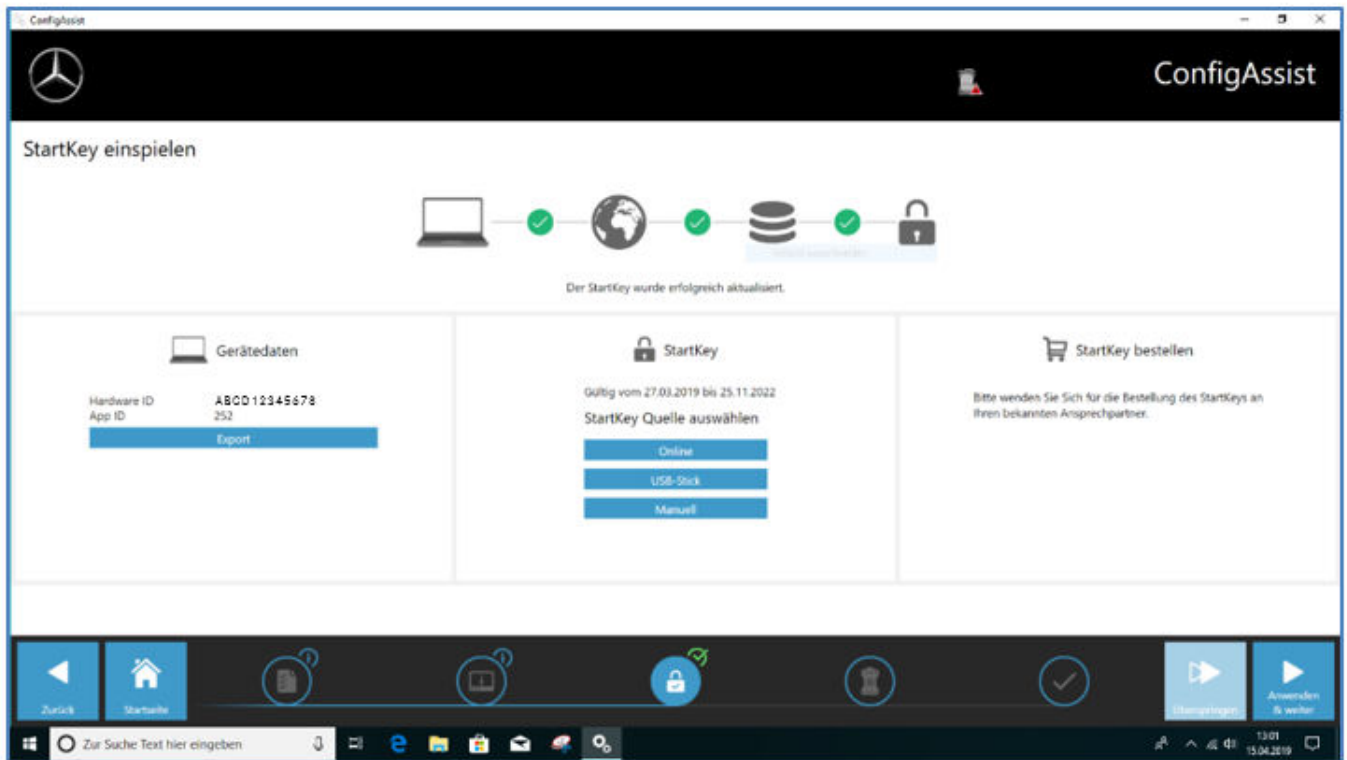 ConfigAssist
ConfigAssist
StartKey einspielen
Der StartKey wurde erfolgreich aktualisiert.
Gerätedaten
Hardware ID ABCD12345678
App ID 252
Export
StartKey
Gültig vom 27.03.2019 bis 25.11.2022
StartKey Quelle auswählen
Online
USB-Stick
Manuell
StartKey bestellen
Bitte wenden Sie Sich für die Bestellung des StartKeys an
Ihren bekannten Ansprechpartner.
Zurück
Startseite
Überspringen
Anwenden
& weiter
Zur Suche Text hier eingeben
13:01
15.04.2019